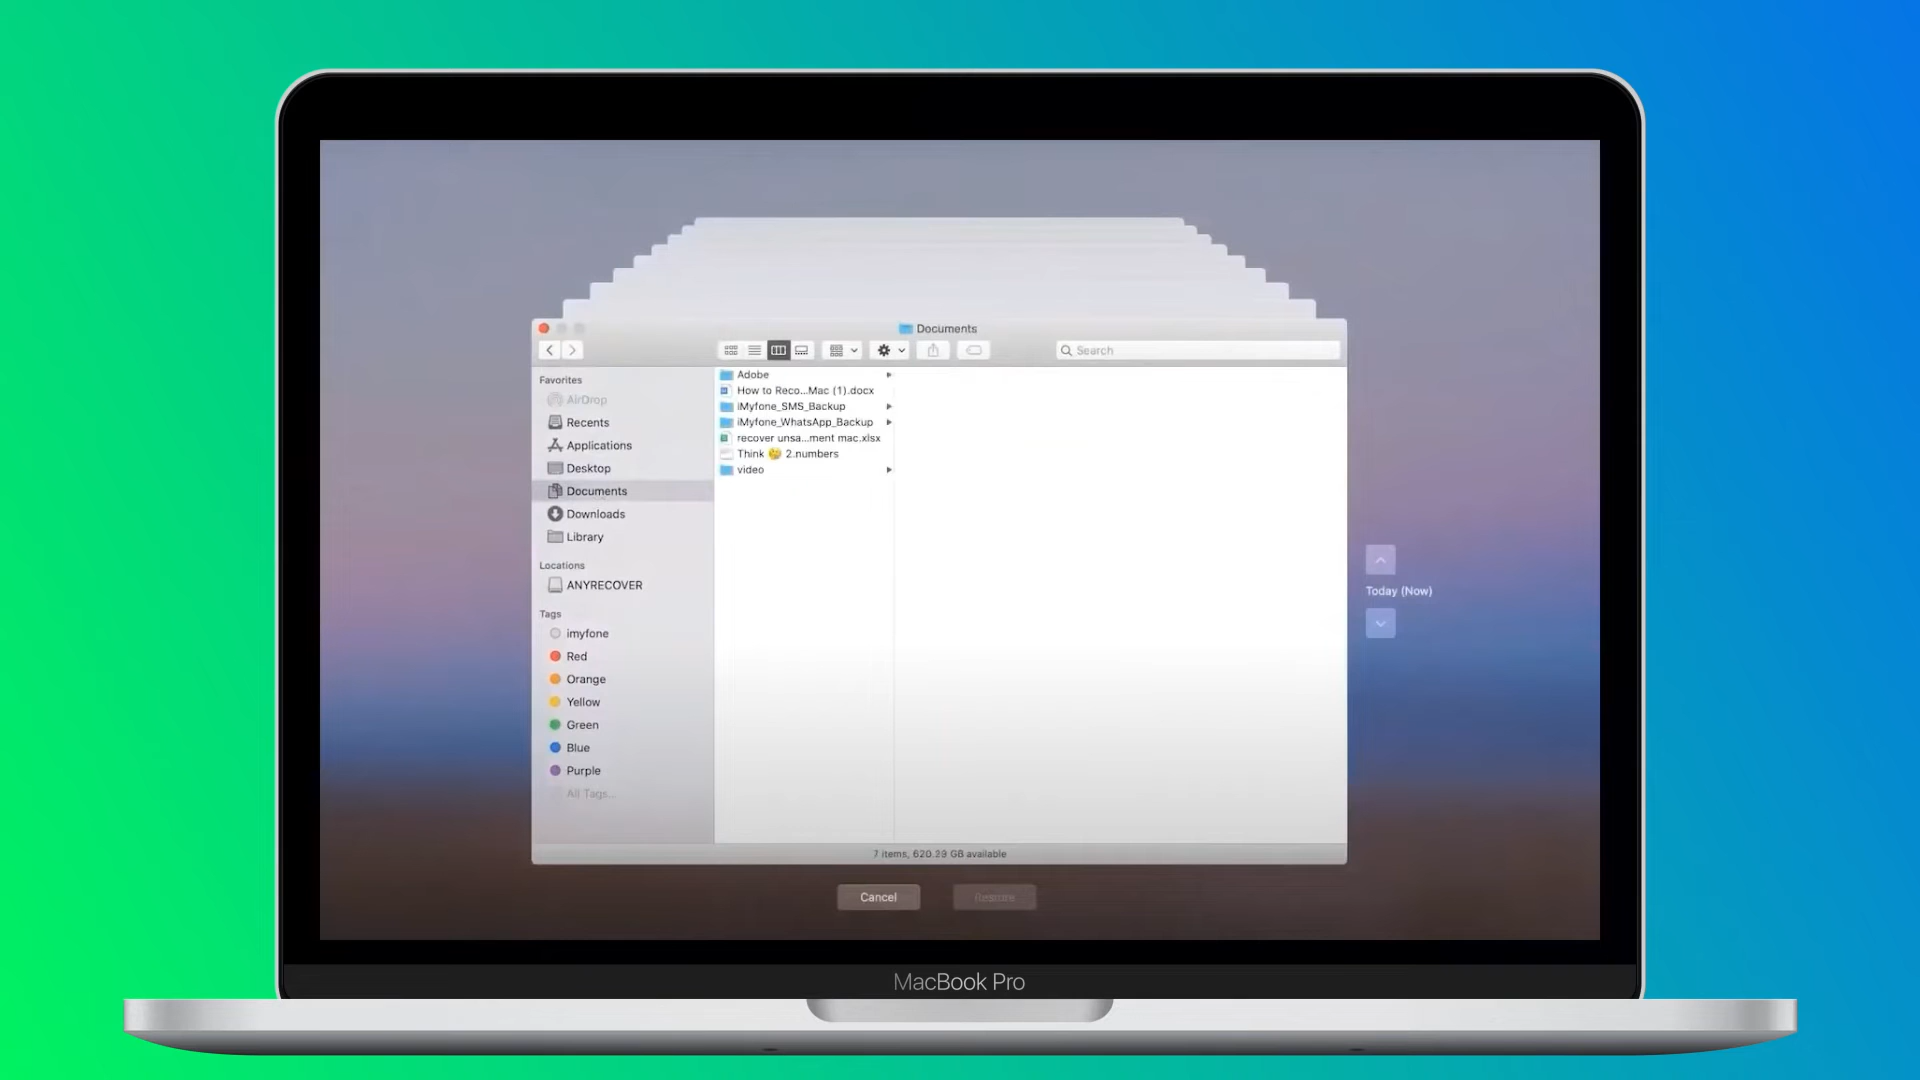 Documents
Search
Favorites
AirDrop
Recents
Applications
Desktop
Documents
Downloads
Library
Locations
ANYRECOVER
Tags
imyfone
Red
Orange
Yellow
Green
Blue
Purple
All Tags...
Adobe
How to Reco...Mac (1).docx
iMyfone_SMS_Backup
iMyfone_WhatsApp_Backup
recover unsa...ment mac.xlsx
Think 🤔 2.numbers
video
Today (Now)
7 items, 620.29 GB available
Cancel
Restore
MacBook Pro